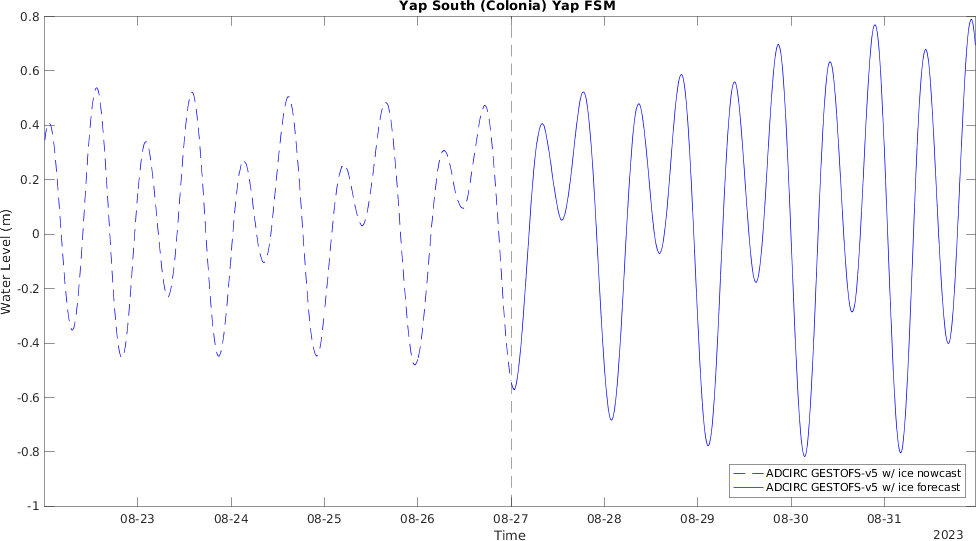 Yap South (Colonia) Yap FSM
0.8
0.6
0.4
0.2
0
-0.2
-0.4
-0.6
-0.8
-1
Water Level (m)
ADCIRC GESTOFS-v5 w/ ice nowcast
ADCIRC GESTOFS-v5 w/ ice forecast
08-23 08-24 08-25 08-26 08-27 08-28 08-29 08-30 08-31
Time
2023